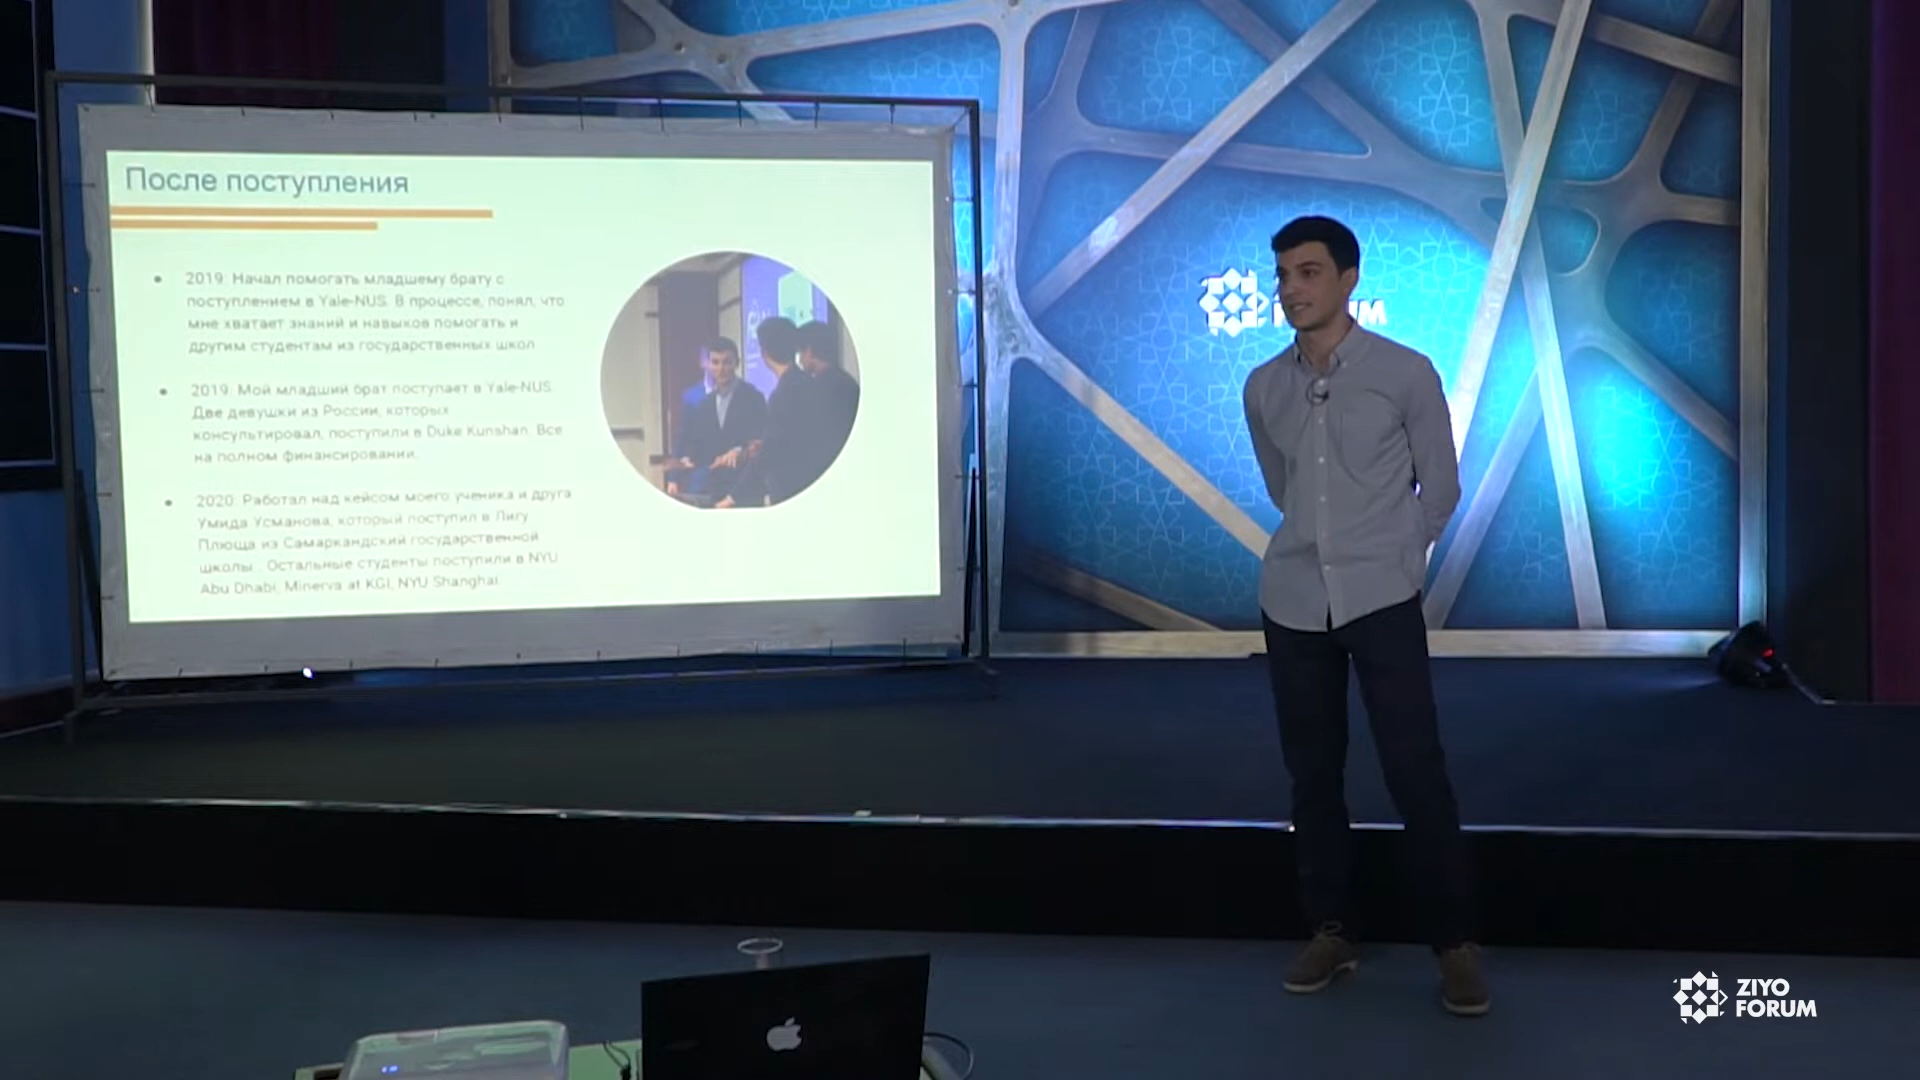 После поступления
2019: Начал помогать младшему брату с
поступлением в Yale-NUS. В процессе, понял, что
мне хватает знаний и навыков помогать и
другим студентам из государственных школ
2019: Мой младший брат поступает в Yale-NUS.
Две девушки из России, которых
консультировал, поступили в Duke Kunshan. Все
на полном финансировании.
2020: Работал над кейсом моего ученика и друга
Умида Усманова, который поступил в Лигу
Плюща из Самаркандский государственной
школы . Остальные студенты поступили в NYU
Abu Dhabi, Minerva at KGI, NYU Shanghai.
ZIYO
FORUM